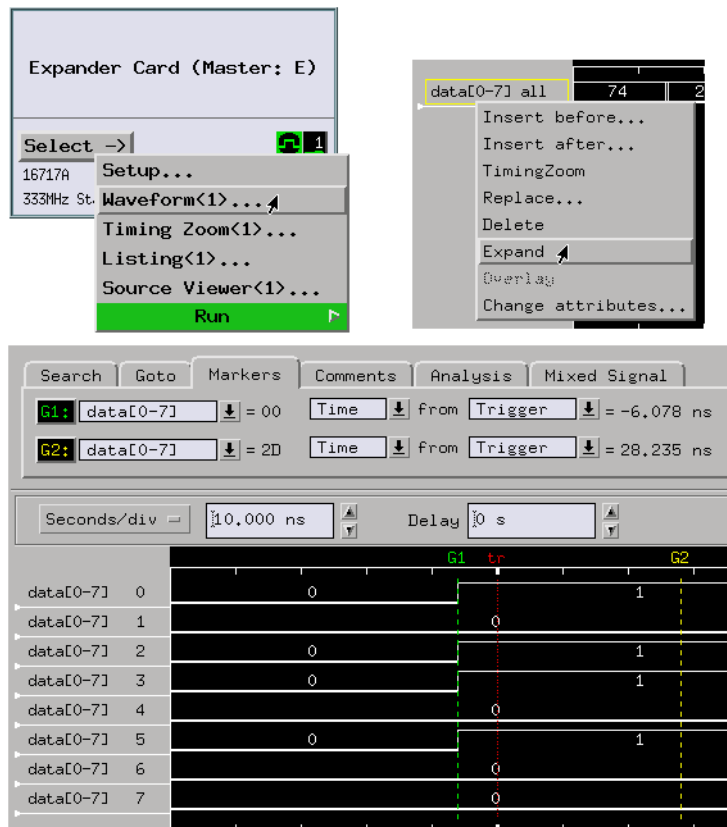 Expander Card (Master: E)
Select ->
1
16717A
333MHz St
Setup...
Waveform<1>...
Timing Zoom<1>...
Listing<1>...
Source Viewer<1>...
Run
data[0-7] all
74
2
Insert before...
Insert after...
TimingZoom
Replace...
Delete
Expand
Overlay
Change attributes...
Search Goto Markers Comments Analysis Mixed Signal
G1: data[0-7] = 00 Time from Trigger = -6.078 ns
G2: data[0-7] = 2D Time from Trigger = 28.235 ns
Seconds/div 10.000 ns Delay 0 s
G1 tr G2
data[0-7] 0 0 1
data[0-7] 1 0
data[0-7] 2 0 1
data[0-7] 3 0 1
data[0-7] 4 0
data[0-7] 5 0 1
data[0-7] 6 0
data[0-7] 7 0